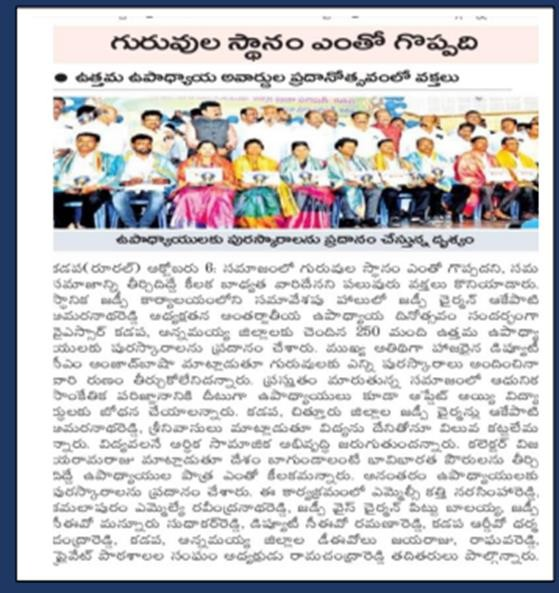 గురువుల స్థానం ఎంతో గొప్పది
● ఉత్తమ ఉపాధ్యాయ అవార్డుల ప్రదానోత్సవంలో వక్తలు
ఉపాధ్యాయులకు పురస్కారాలను ప్రదానం చేస్తున్న దృశ్యం
కడప(రూరల్) అక్టోబరు 6: సమాజంలో గురువుల స్థానం ఎంతో గొప్పదని, సమ
సమాజాన్ని తీర్చిదిద్దే కీలక బాధ్యత వారిదేనని పలువురు వక్తలు కొనియాడారు.
స్థానిక జడ్పీ కార్యాలయంలోని సమావేశపు హాలులో జడ్పీ ఛైర్మన్ ఆకేపాటి
అమరనాథరెడ్డి అధ్యక్షతన అంతర్జాతీయ ఉపాధ్యాయ దినోత్సవం సందర్భంగా
వైఎస్సార్ కడప, అన్నమయ్య జిల్లాలకు చెందిన 250 మంది ఉత్తమ ఉపాధ్యా
యులకు పురస్కారాలను ప్రదానం చేశారు. ముఖ్య అతిథిగా హాజరైన డిప్యూటీ
సీఎం అంజాద్‌బాషా మాట్లాడుతూ గురువులకు ఎన్ని పురస్కారాలు అందించినా
వారి రుణం తీర్చుకోలేనిదన్నారు. ప్రస్తుతం మారుతున్న సమాజంలో ఆధునిక
సాంకేతిక పరిజ్ఞానానికి దీటుగా ఉపాధ్యాయులు కూడా అప్డేట్ అయ్యి విద్యా
ర్థులకు బోధన చేయాలన్నారు. కడప, చిత్తూరు జిల్లాల జడ్పీ ఛైర్మన్లు ఆకేపాటి
అమరనాథరెడ్డి, శ్రీనివాసులు మాట్లాడుతూ విద్యను దేనితోనూ విలువ కట్టలేమ
న్నారు. విద్యవలనే ఆర్థిక సామాజిక అభివృద్ధి జరుగుతుందన్నారు. కలెక్టర్ విజ
యరామరాజు మాట్లాడుతూ దేశం బాగుండాలంటే భావిభారత పౌరులను తీర్చి
దిద్దే ఉపాధ్యాయుల పాత్ర ఎంతో కీలకమన్నారు. అనంతరం ఉపాధ్యాయులకు
పురస్కారాలను ప్రదానం చేశారు. ఈ కార్యక్రమంలో ఎమ్మెల్సీ కత్తి నరసింహారెడ్డి,
కమలాపురం ఎమ్మెల్యే రవీంద్రనాథరెడ్డి, జడ్పీ వైస్ ఛైర్మన్ పిట్టు బాలయ్య, జడ్పీ
సీఈవో మన్నూరు సుధాకర్‌రెడ్డి, డిప్యూటీ సీఈవో రమణారెడ్డి, కడప ఆర్డీవో ధర్మ
చంద్రారెడ్డి, కడప, అన్నమయ్య జిల్లాల డీఈవోలు జయరాజు, రాఘవరెడ్డి,
ప్రైవేట్ పాఠశాలల సంఘం అధ్యక్షుడు రామచంద్రారెడ్డి తదితరులు పాల్గొన్నారు.